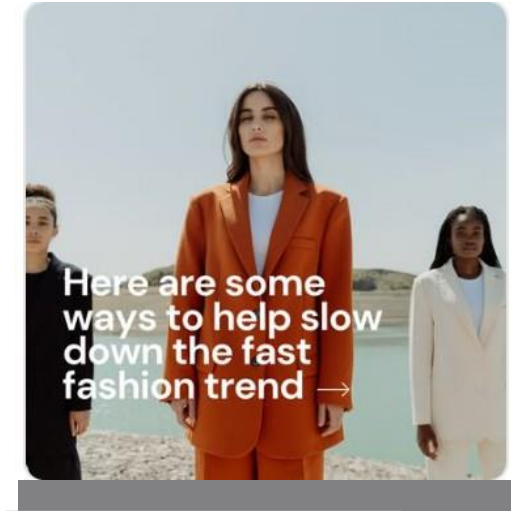 Here are some
ways to help slow
down the fast
fashion trend →